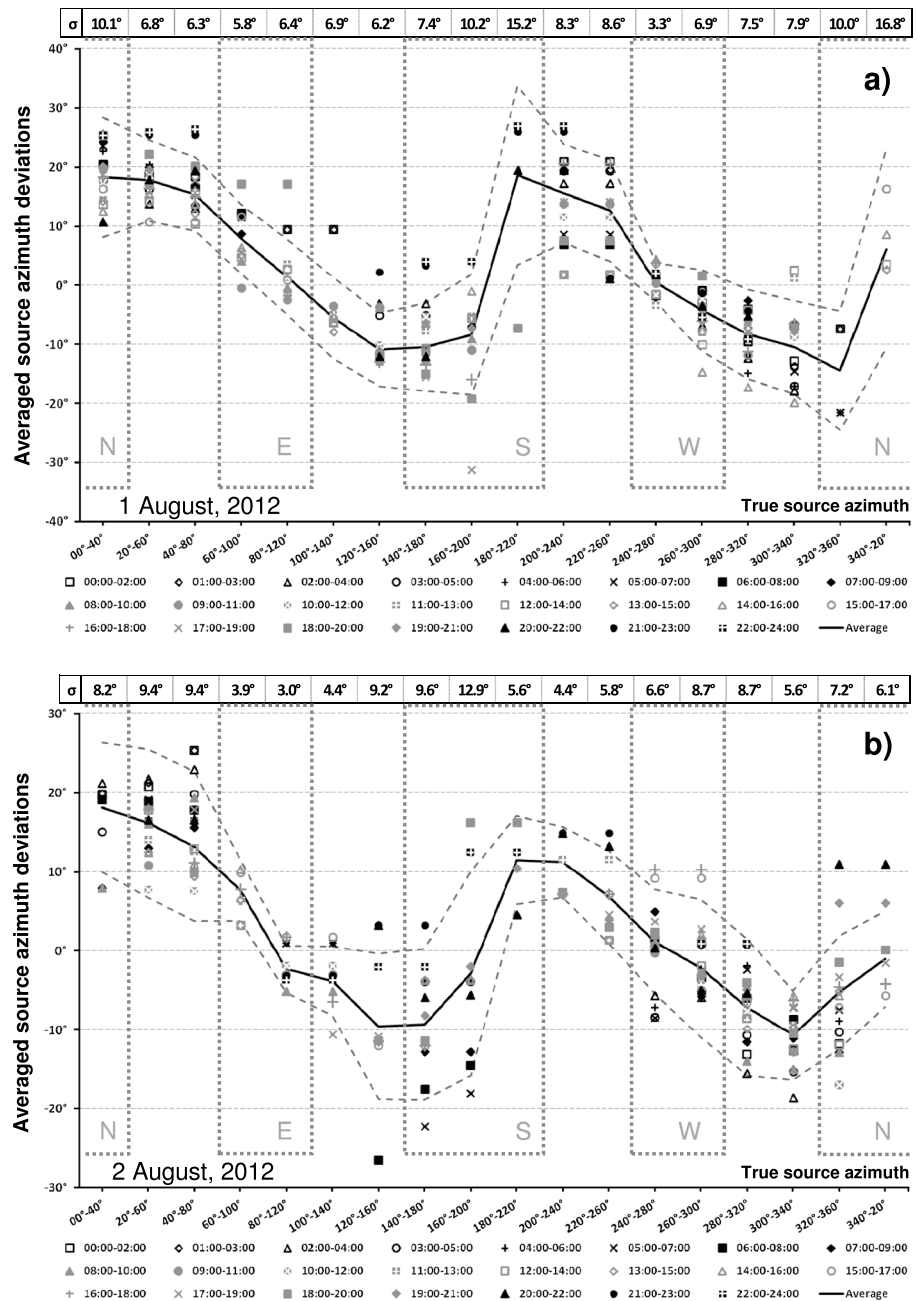 σ 10.1° 6.8° 6.3° 5.8° 6.4° 6.9° 6.2° 7.4° 10.2° 15.2° 8.3° 8.6° 3.3° 6.9° 7.5° 7.9° 10.0° 16.8°
40°
a)
30°
20°
10°
0°
-10°
-20°
-30°
-40°
Averaged source azimuth deviations
N E S W N
1 August, 2012 True source azimuth
00°-40° 20°-60° 40°-80° 60°-100° 80°-120° 100°-140° 120°-160° 140°-180° 160°-200° 180°-220° 200°-240° 220°-260° 240°-280° 260°-300° 280°-320° 300°-340° 320°-360° 340°-20°
00:00-02:00 01:00-03:00 02:00-04:00 03:00-05:00 04:00-06:00 05:00-07:00 06:00-08:00 07:00-09:00
08:00-10:00 09:00-11:00 10:00-12:00 11:00-13:00 12:00-14:00 13:00-15:00 14:00-16:00 15:00-17:00
16:00-18:00 17:00-19:00 18:00-20:00 19:00-21:00 20:00-22:00 21:00-23:00 22:00-24:00 Average
σ 8.2° 9.4° 9.4° 3.9° 3.0° 4.4° 9.2° 9.6° 12.9° 5.6° 4.4° 5.8° 6.6° 8.7° 8.7° 5.6° 7.2° 6.1°
30°
b)
20°
10°
0°
-10°
-20°
-30°
Averaged source azimuth deviations
N E S W N
2 August, 2012 True source azimuth
00°-40° 20°-60° 40°-80° 60°-100° 80°-120° 100°-140° 120°-160° 140°-180° 160°-200° 180°-220° 200°-240° 220°-260° 240°-280° 260°-300° 280°-320° 300°-340° 320°-360° 340°-20°
00:00-02:00 01:00-03:00 02:00-04:00 03:00-05:00 04:00-06:00 05:00-07:00 06:00-08:00 07:00-09:00
08:00-10:00 09:00-11:00 10:00-12:00 11:00-13:00 12:00-14:00 13:00-15:00 14:00-16:00 15:00-17:00
16:00-18:00 17:00-19:00 18:00-20:00 19:00-21:00 20:00-22:00 21:00-23:00 22:00-24:00 Average